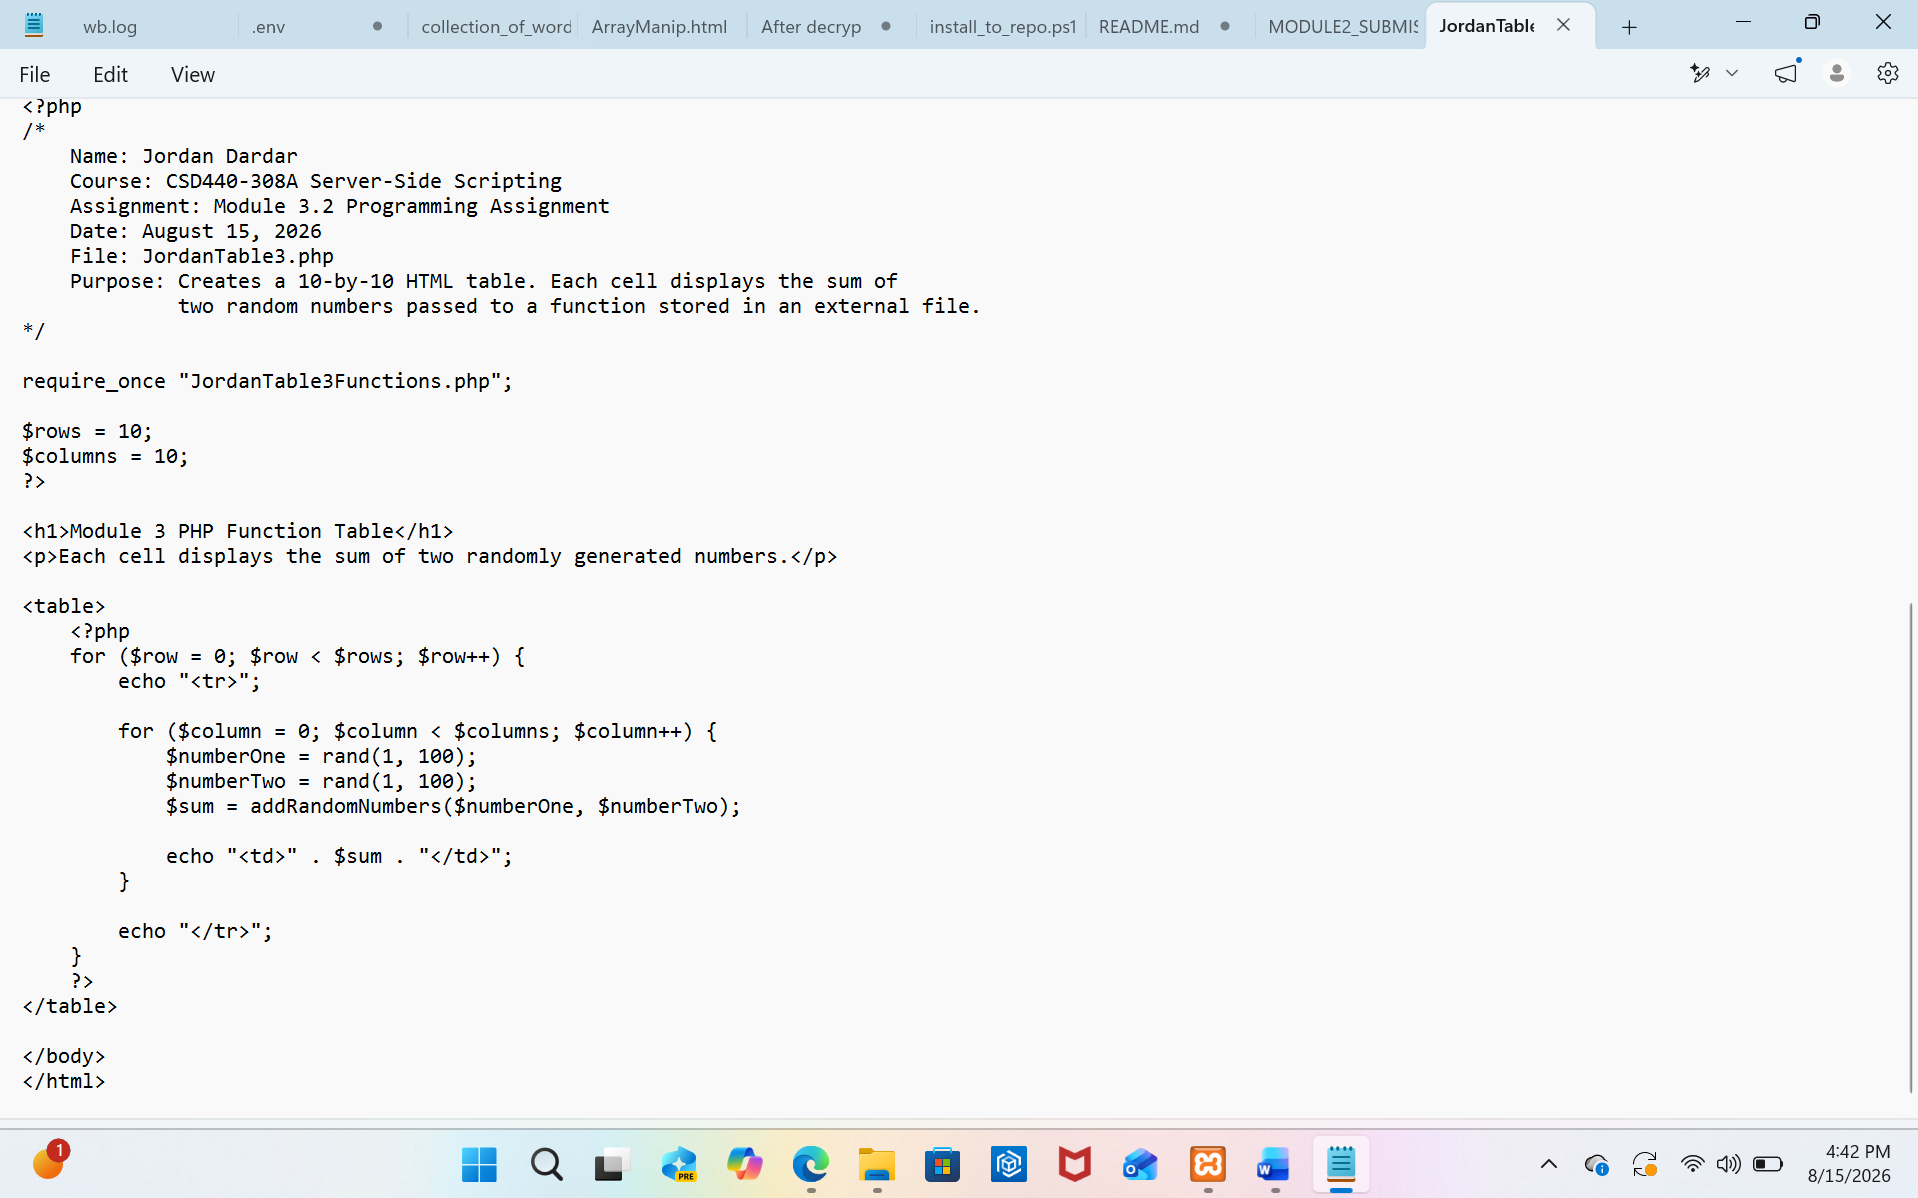 wb.log
.env
collection_of_word
ArrayManip.html
After decryp
install_to_repo.ps1
README.md
MODULE2_SUBMIS
JordanTable
File
Edit
View
<?php
/*
    Name: Jordan Dardar
    Course: CSD440-308A Server-Side Scripting
    Assignment: Module 3.2 Programming Assignment
    Date: August 15, 2026
    File: JordanTable3.php
    Purpose: Creates a 10-by-10 HTML table. Each cell displays the sum of
             two random numbers passed to a function stored in an external file.
*/
require_once "JordanTable3Functions.php";
$rows = 10;
$columns = 10;
?>
<h1>Module 3 PHP Function Table</h1>
<p>Each cell displays the sum of two randomly generated numbers.</p>
<table>
    <?php
    for ($row = 0; $row < $rows; $row++) {
        echo "<tr>";
        for ($column = 0; $column < $columns; $column++) {
            $numberOne = rand(1, 100);
            $numberTwo = rand(1, 100);
            $sum = addRandomNumbers($numberOne, $numberTwo);
            echo "<td>" . $sum . "</td>";
        }
        echo "</tr>";
    }
    ?>
</table>
</body>
</html>
1
PRE
4:42 PM
8/15/2026